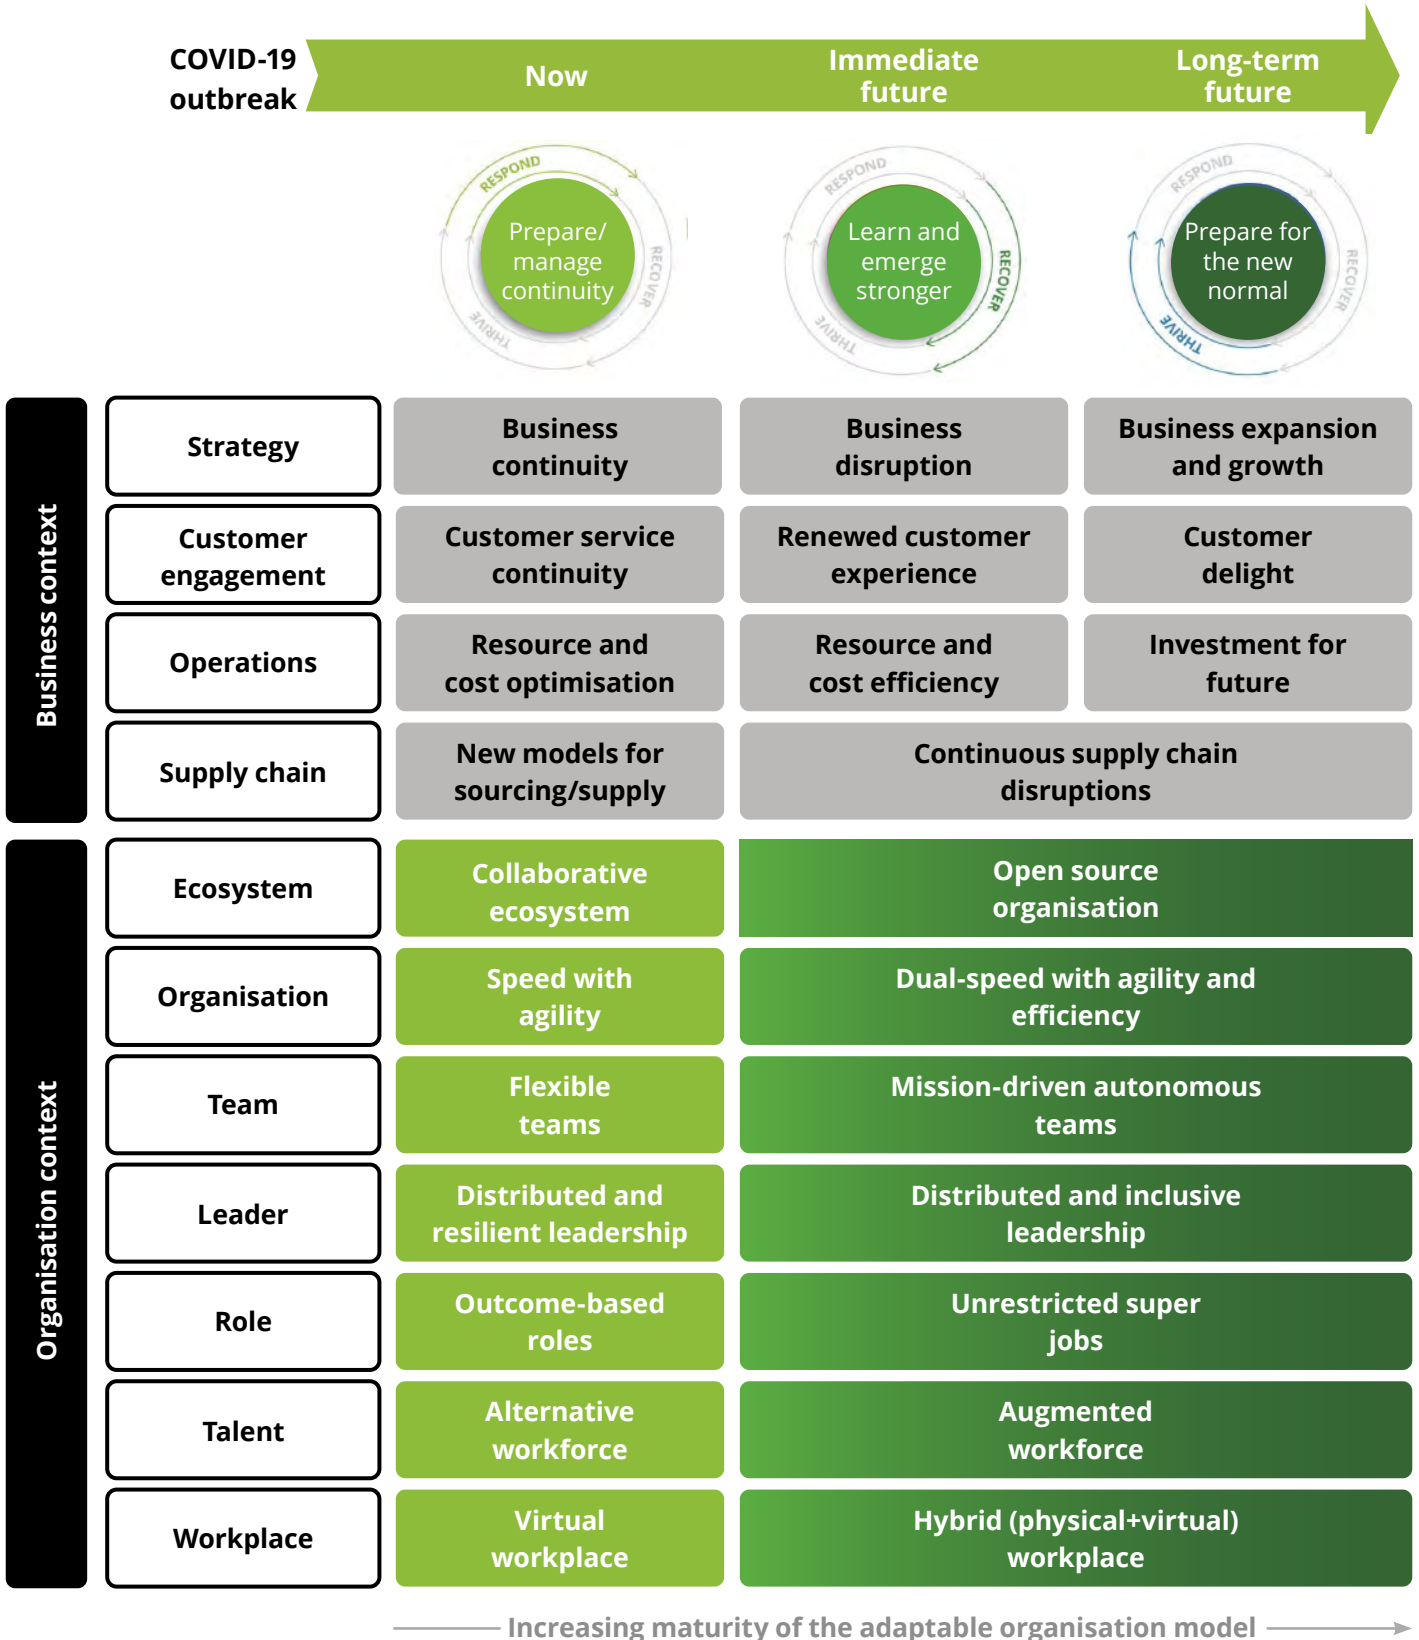 COVID-19
outbreak
Now
Immediate
future
Long-term
future
RESPOND
RECOVER
THRIVE
Prepare/
manage
continuity
RESPOND
RECOVER
THRIVE
Learn and
emerge
stronger
RESPOND
RECOVER
THRIVE
Prepare for
the new
normal
Business context
Strategy
Business
continuity
Business
disruption
Business expansion
and growth
Customer
engagement
Customer service
continuity
Renewed customer
experience
Customer
delight
Operations
Resource and
cost optimisation
Resource and
cost efficiency
Investment for
future
Supply chain
New models for
sourcing/supply
Continuous supply chain
disruptions
Organisation context
Ecosystem
Collaborative
ecosystem
Open source
organisation
Organisation
Speed with
agility
Dual-speed with agility and
efficiency
Team
Flexible
teams
Mission-driven autonomous
teams
Leader
Distributed and
resilient leadership
Distributed and inclusive
leadership
Role
Outcome-based
roles
Unrestricted super
jobs
Talent
Alternative
workforce
Augmented
workforce
Workplace
Virtual
workplace
Hybrid (physical+virtual)
workplace
Increasing maturity of the adaptable organisation model